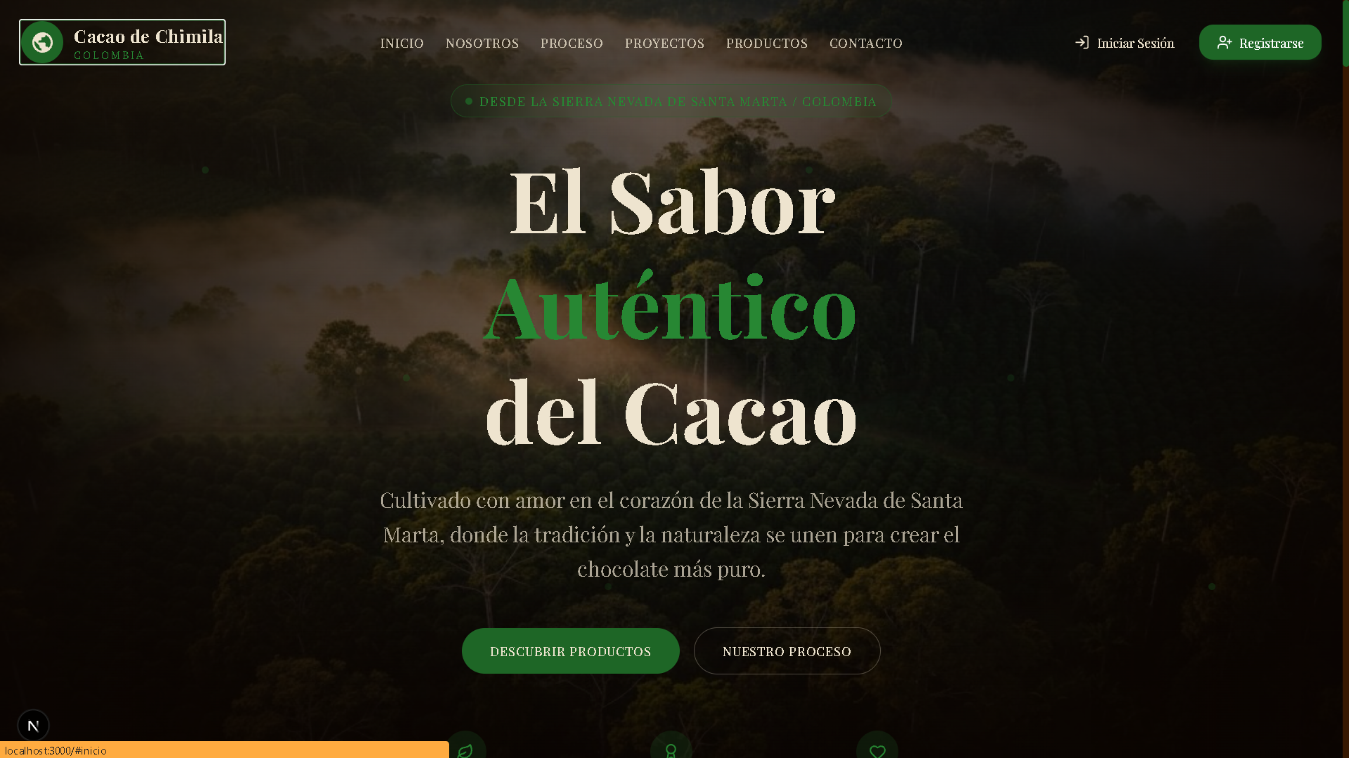 Cacao de Chimila
COLOMBIA
INICIO NOSOTROS PROCESO PROYECTOS PRODUCTOS CONTACTO
Iniciar Sesión
Registrarse
DESDE LA SIERRA NEVADA DE SANTA MARTA / COLOMBIA
El Sabor
Auténtico
del Cacao
Cultivado con amor en el corazón de la Sierra Nevada de Santa
Marta, donde la tradición y la naturaleza se unen para crear el
chocolate más puro.
DESCUBRIR PRODUCTOS
NUESTRO PROCESO
N
localhost:3000/#inicio